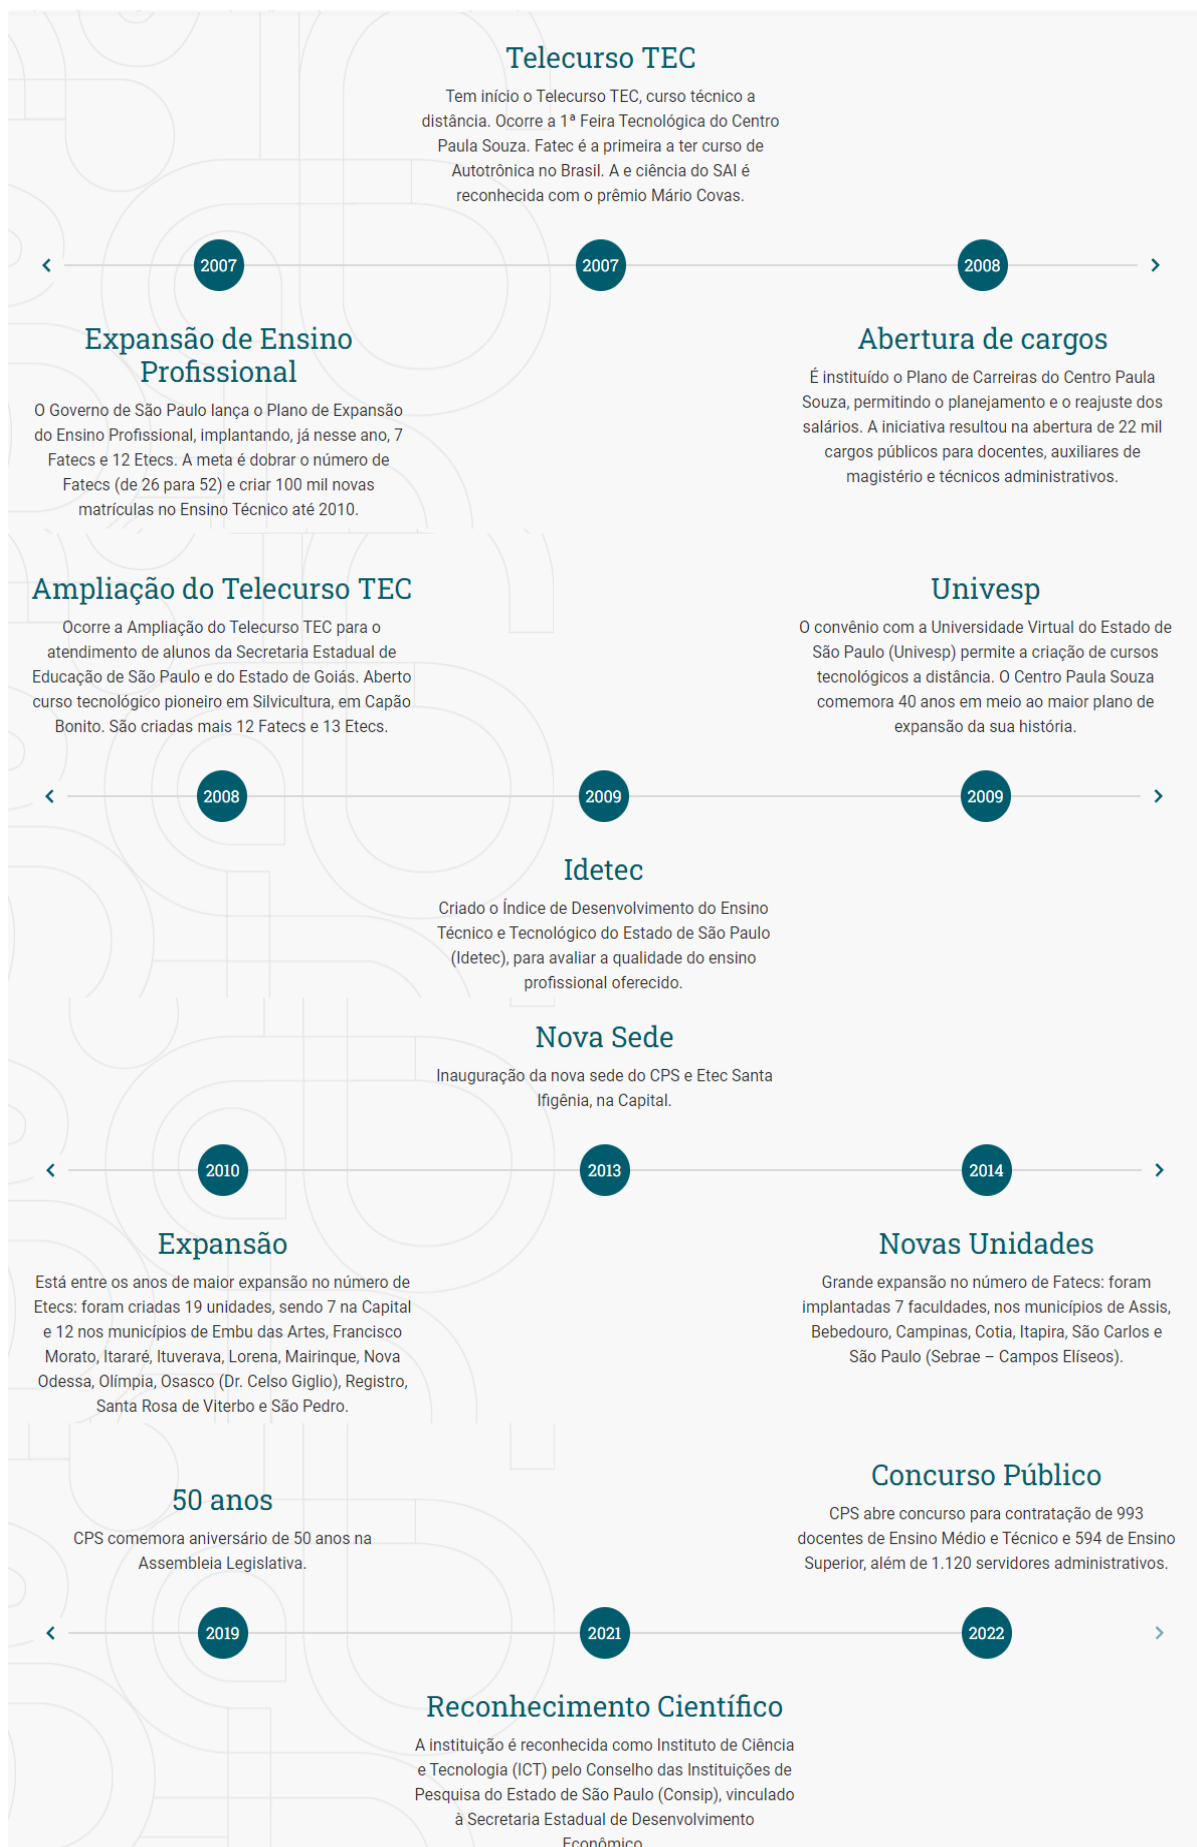 Telecurso TEC
Tem início o Telecurso TEC, curso técnico a
distância. Ocorre a 1ª Feira Tecnológica do Centro
Paula Souza. Fatec é a primeira a ter curso de
Autotrônica no Brasil. A e ciência do SAI é
reconhecida com o prêmio Mário Covas.
2007
2007
2008
Expansão de Ensino
Profissional
O Governo de São Paulo lança o Plano de Expansão
do Ensino Profissional, implantando, já nesse ano, 7
Fatecs e 12 Etecs. A meta é dobrar o número de
Fatecs (de 26 para 52) e criar 100 mil novas
matrículas no Ensino Técnico até 2010.
Abertura de cargos
É instituído o Plano de Carreiras do Centro Paula
Souza, permitindo o planejamento e o reajuste dos
salários. A iniciativa resultou na abertura de 22 mil
cargos públicos para docentes, auxiliares de
magistério e técnicos administrativos.
Ampliação do Telecurso TEC
Ocorre a Ampliação do Telecurso TEC para o
atendimento de alunos da Secretaria Estadual de
Educação de São Paulo e do Estado de Goiás. Aberto
curso tecnológico pioneiro em Silvicultura, em Capão
Bonito. São criadas mais 12 Fatecs e 13 Etecs.
Univesp
O convênio com a Universidade Virtual do Estado de
São Paulo (Univesp) permite a criação de cursos
tecnológicos a distância. O Centro Paula Souza
comemora 40 anos em meio ao maior plano de
expansão da sua história.
2008
2009
2009
Idetec
Criado o Índice de Desenvolvimento do Ensino
Técnico e Tecnológico do Estado de São Paulo
(Idetec), para avaliar a qualidade do ensino
profissional oferecido.
Nova Sede
Inauguração da nova sede do CPS e Etec Santa
Ifigênia, na Capital.
2010
2013
2014
Expansão
Está entre os anos de maior expansão no número de
Etecs: foram criadas 19 unidades, sendo 7 na Capital
e 12 nos municípios de Embu das Artes, Francisco
Morato, Itararé, Ituverava, Lorena, Mairinque, Nova
Odessa, Olímpia, Osasco (Dr. Celso Giglio), Registro,
Santa Rosa de Viterbo e São Pedro.
Novas Unidades
Grande expansão no número de Fatecs: foram
implantadas 7 faculdades, nos municípios de Assis,
Bebedouro, Campinas, Cotia, Itapira, São Carlos e
São Paulo (Sebrae – Campos Elíseos).
50 anos
CPS comemora aniversário de 50 anos na
Assembleia Legislativa.
Concurso Público
CPS abre concurso para contratação de 993
docentes de Ensino Médio e Técnico e 594 de Ensino
Superior, além de 1.120 servidores administrativos.
2019
2021
2022
Reconhecimento Científico
A instituição é reconhecida como Instituto de Ciência
e Tecnologia (ICT) pelo Conselho das Instituições de
Pesquisa do Estado de São Paulo (Consip), vinculado
à Secretaria Estadual de Desenvolvimento
Econômico